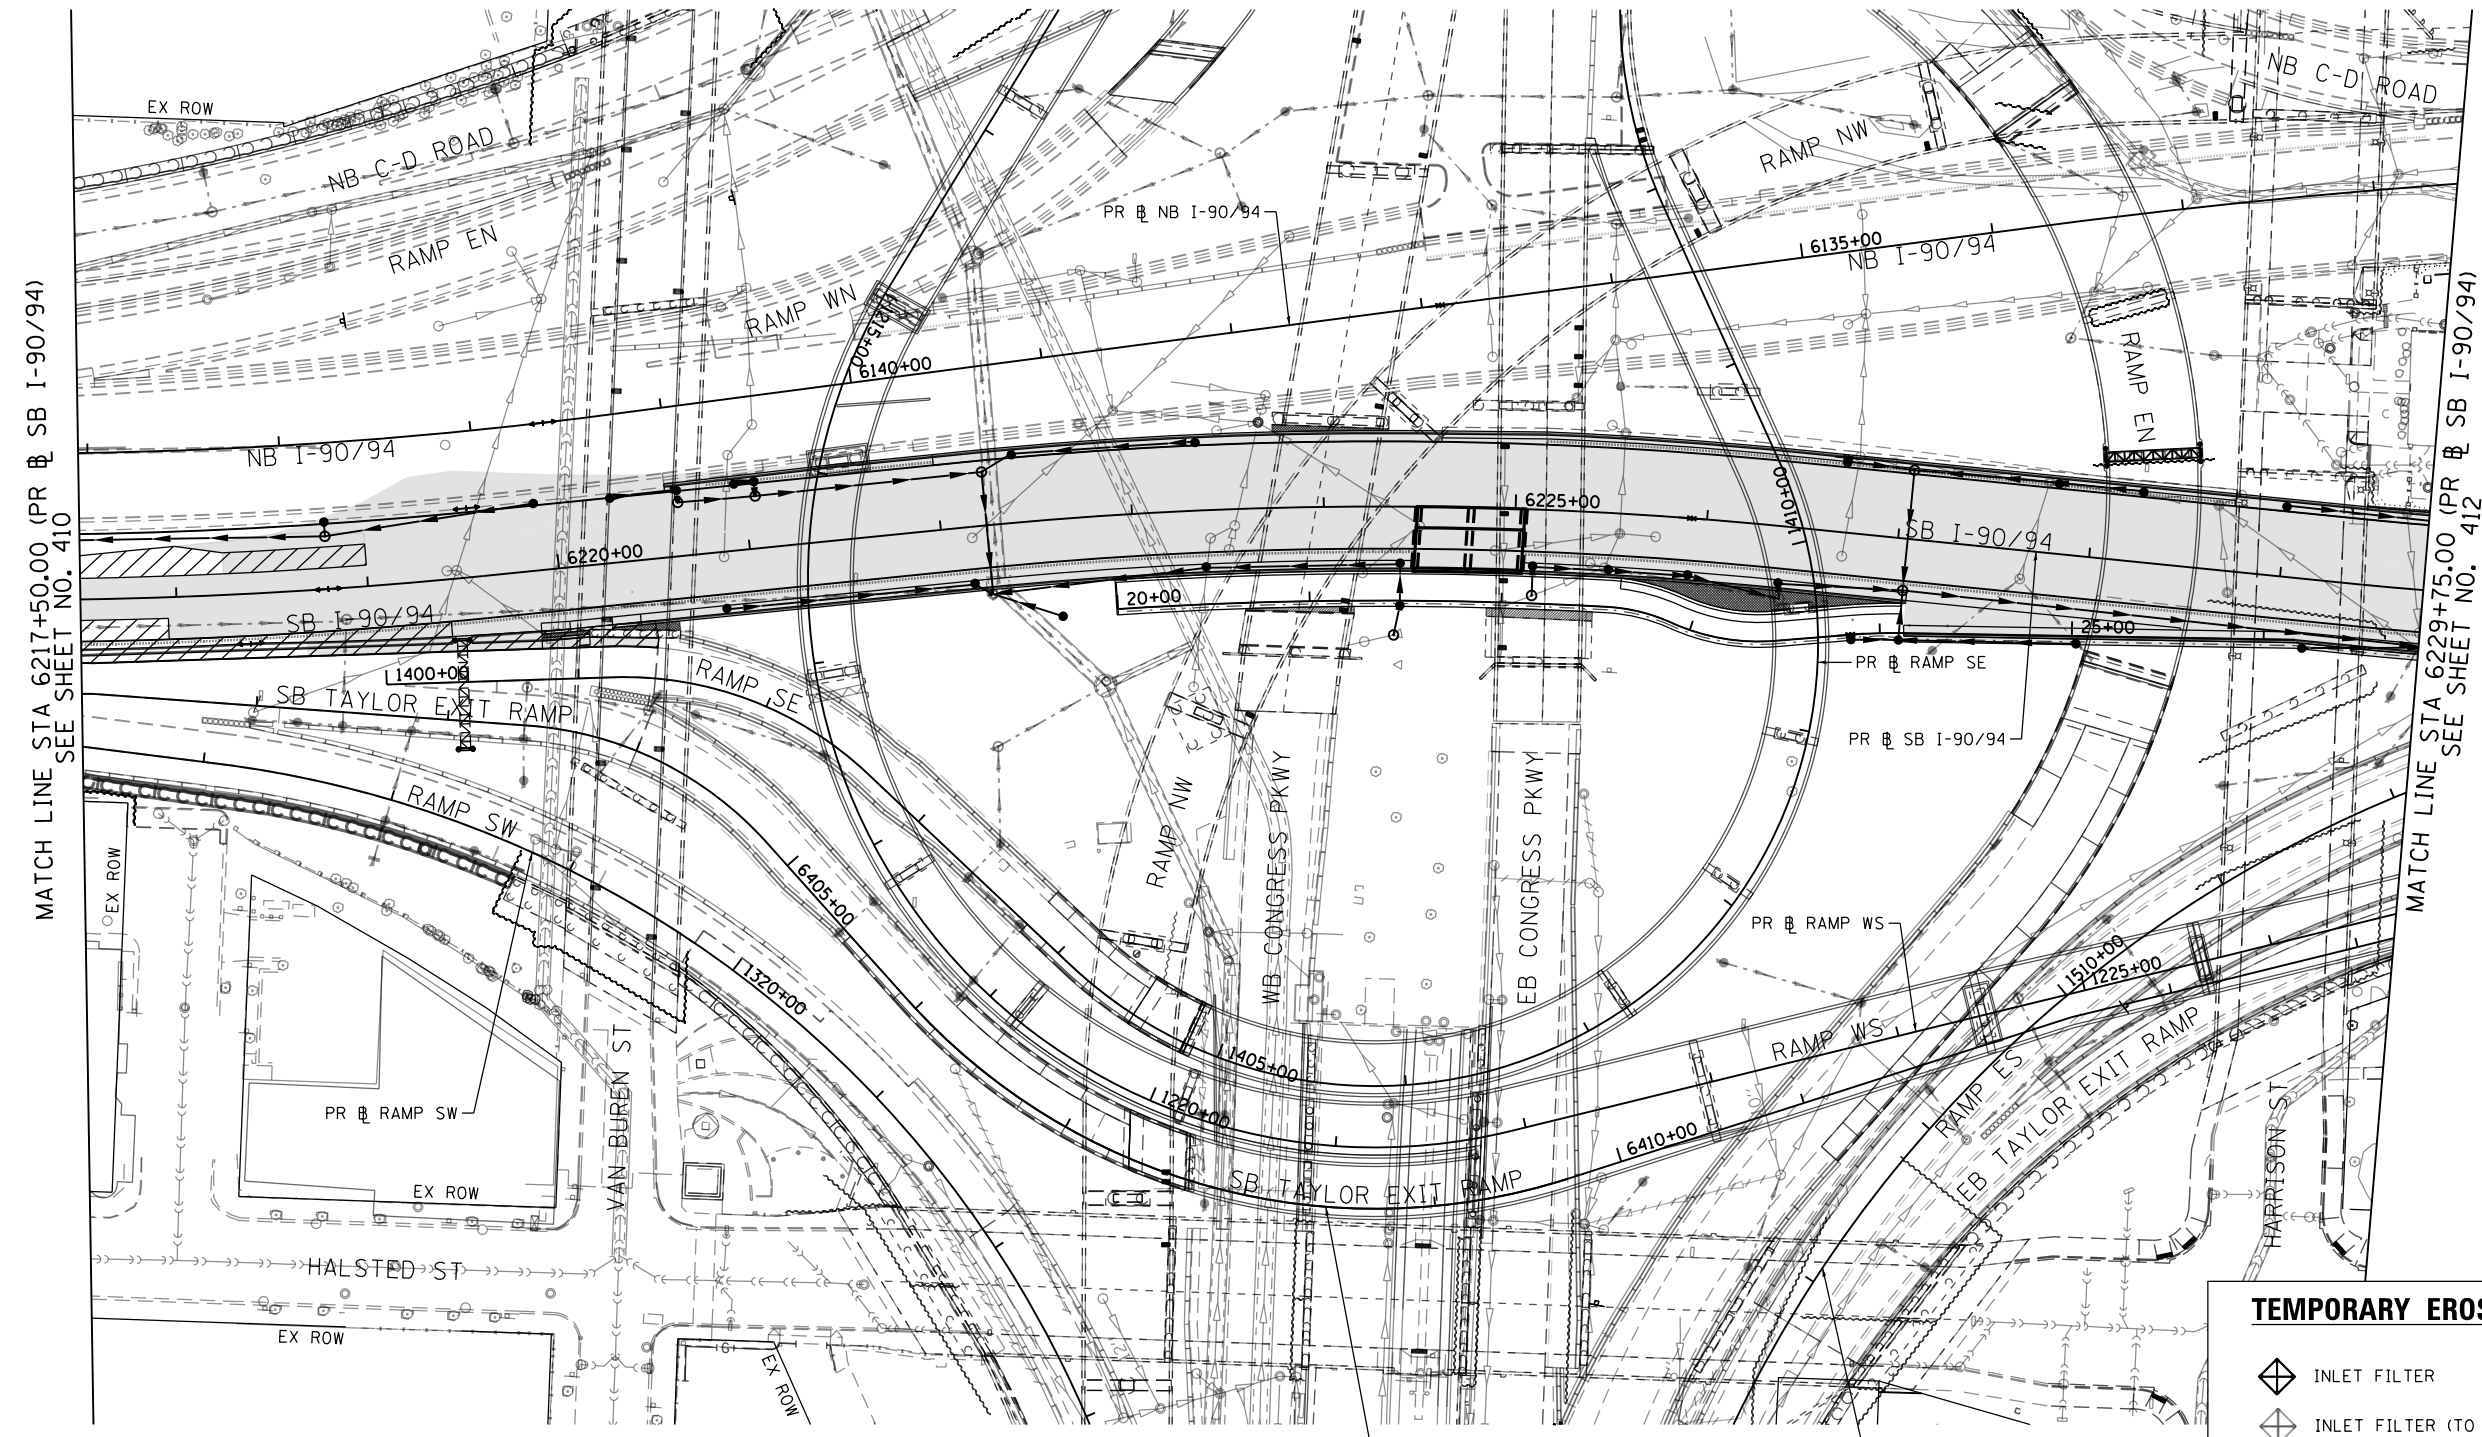 EX ROW
NB C-D ROAD
NB C-D ROAD
RAMP NW
RAMP EN
PR ℄ NB I-90/94
6135+00
NB I-90/94
RAMP WN
1215+00
6140+00
RAMP EN
NB I-90/94
MATCH LINE STA 6217+50.00 (PR ℄ SB I-90/94)
SEE SHEET NO. 410
MATCH LINE STA 6229+75.00 (PR ℄ SB I-90/94)
SEE SHEET NO. 412
6225+00
1410+00
SB I-90/94
6220+00
20+00
SB I-90/94
25+00
1400+00
RAMP SE
PR ℄ RAMP SE
SB TAYLOR EXIT RAMP
PR ℄ SB I-90/94
RAMP SW
RAMP NW
WB CONGRESS PKWY
EB CONGRESS PKWY
EX ROW
6405+00
PR ℄ RAMP WS
1320+00
1510+00
1225+00
RAMP WS
1405+00
1220+00
PR ℄ RAMP SW
VAN BUREN ST
6410+00
RAMP ES
EB TAYLOR EXIT RAMP
HARRISON ST
SB TAYLOR EXIT RAMP
EX ROW
HALSTED ST
EX ROW
EX ROW
TEMPORARY EROS
INLET FILTER
INLET FILTER (TO